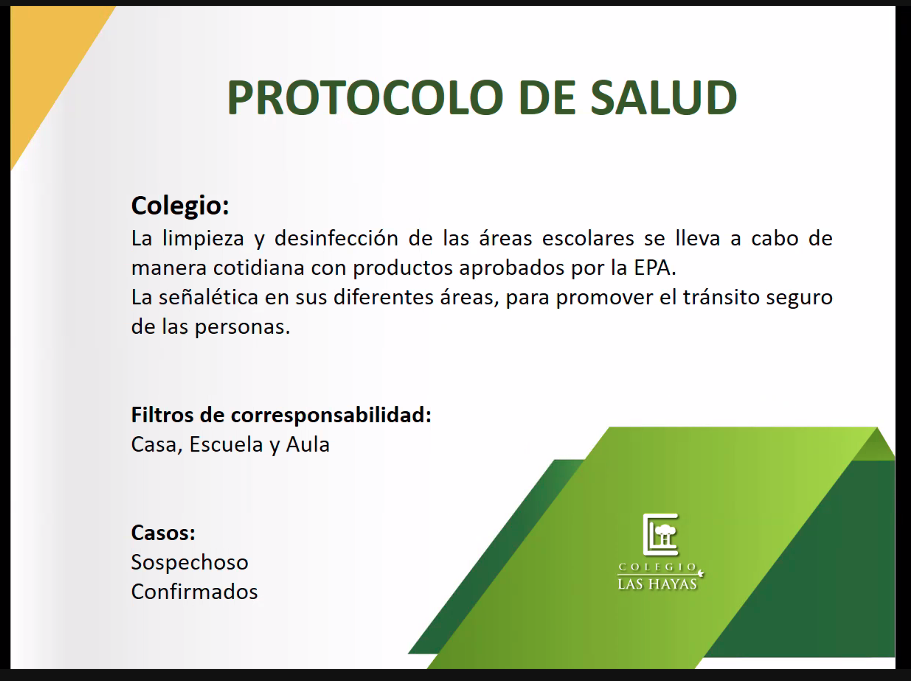 PROTOCOLO DE SALUD
Colegio:
La limpieza y desinfección de las áreas escolares se lleva a cabo de
manera cotidiana con productos aprobados por la EPA.
La señalética en sus diferentes áreas, para promover el tránsito seguro
de las personas.
Filtros de corresponsabilidad:
Casa, Escuela y Aula
Casos:
Sospechoso
Confirmados
COLEGIO
LAS HAYAS